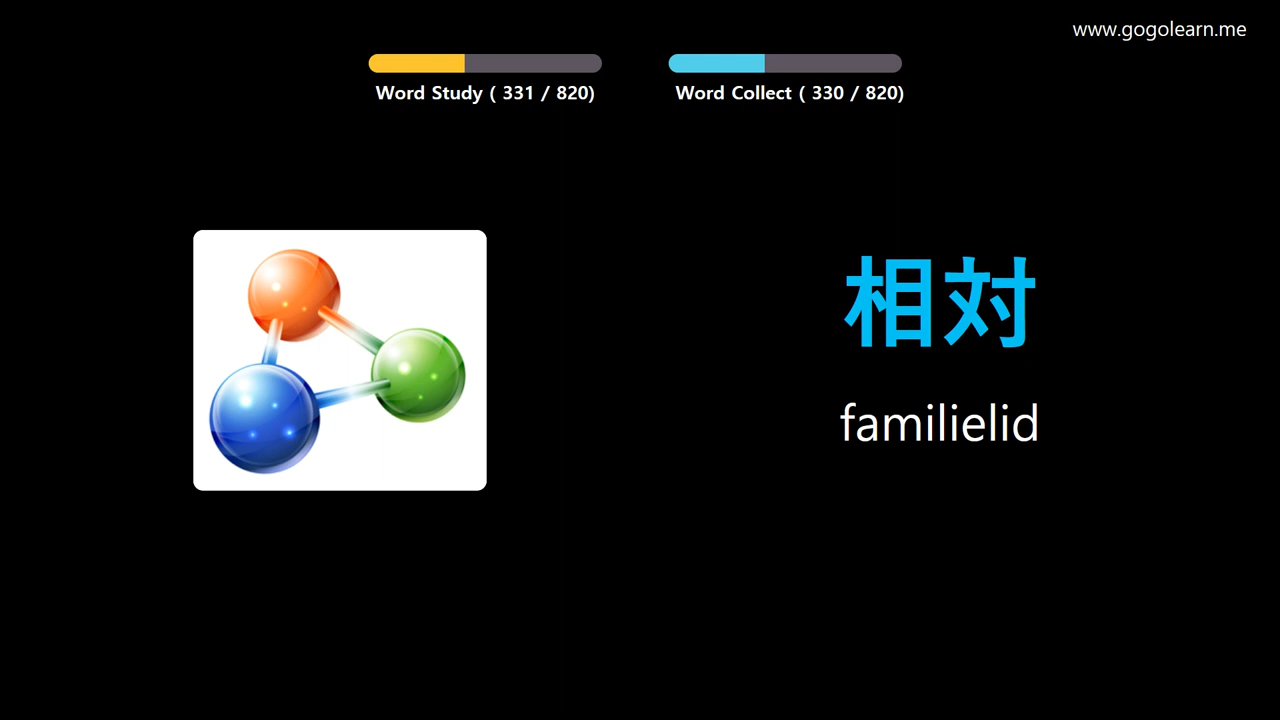 www.gogolearn.me
Word Study ( 331 / 820)
Word Collect ( 330 / 820)
相対
familielid